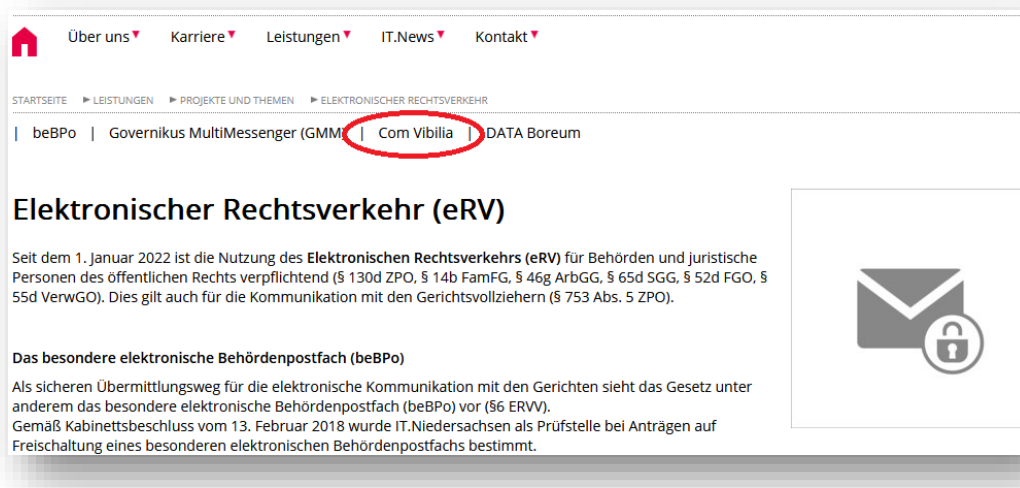 Über uns Karriere Leistungen IT.News Kontakt
STARTSEITE ► LEISTUNGEN ► PROJEKTE UND THEMEN ► ELEKTRONISCHER RECHTSVERKEHR
| beBPo | Governikus MultiMessenger (GMM) | Com Vibilia | DATA Boreum
Elektronischer Rechtsverkehr (eRV)
Seit dem 1. Januar 2022 ist die Nutzung des Elektronischen Rechtsverkehrs (eRV) für Behörden und juristische
Personen des öffentlichen Rechts verpflichtend (§ 130d ZPO, § 14b FamFG, § 46g ArbGG, § 65d SGG, § 52d FGO, §
55d VerwGO). Dies gilt auch für die Kommunikation mit den Gerichtsvollziehern (§ 753 Abs. 5 ZPO).
Das besondere elektronische Behördenpostfach (beBPo)
Als sicheren Übermittlungsweg für die elektronische Kommunikation mit den Gerichten sieht das Gesetz unter
anderem das besondere elektronische Behördenpostfach (beBPo) vor (§6 ERVV).
Gemäß Kabinettsbeschluss vom 13. Februar 2018 wurde IT.Niedersachsen als Prüfstelle bei Anträgen auf
Freischaltung eines besonderen elektronischen Behördenpostfachs bestimmt.